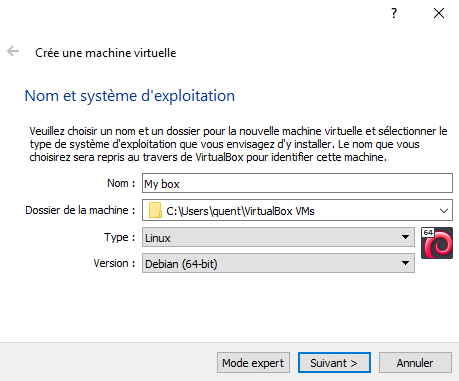 ?
Crée une machine virtuelle
Nom et système d'exploitation
Veuillez choisir un nom et un dossier pour la nouvelle machine virtuelle et sélectionner le
type de système d'exploitation que vous envisagez d'y installer. Le nom que vous
choisirez sera repris au travers de VirtualBox pour identifier cette machine.
Nom : My box
Dossier de la machine : C:\Users\quent\VirtualBox VMs
Type : Linux
64
Version : Debian (64-bit)
Mode expert Suivant > Annuler